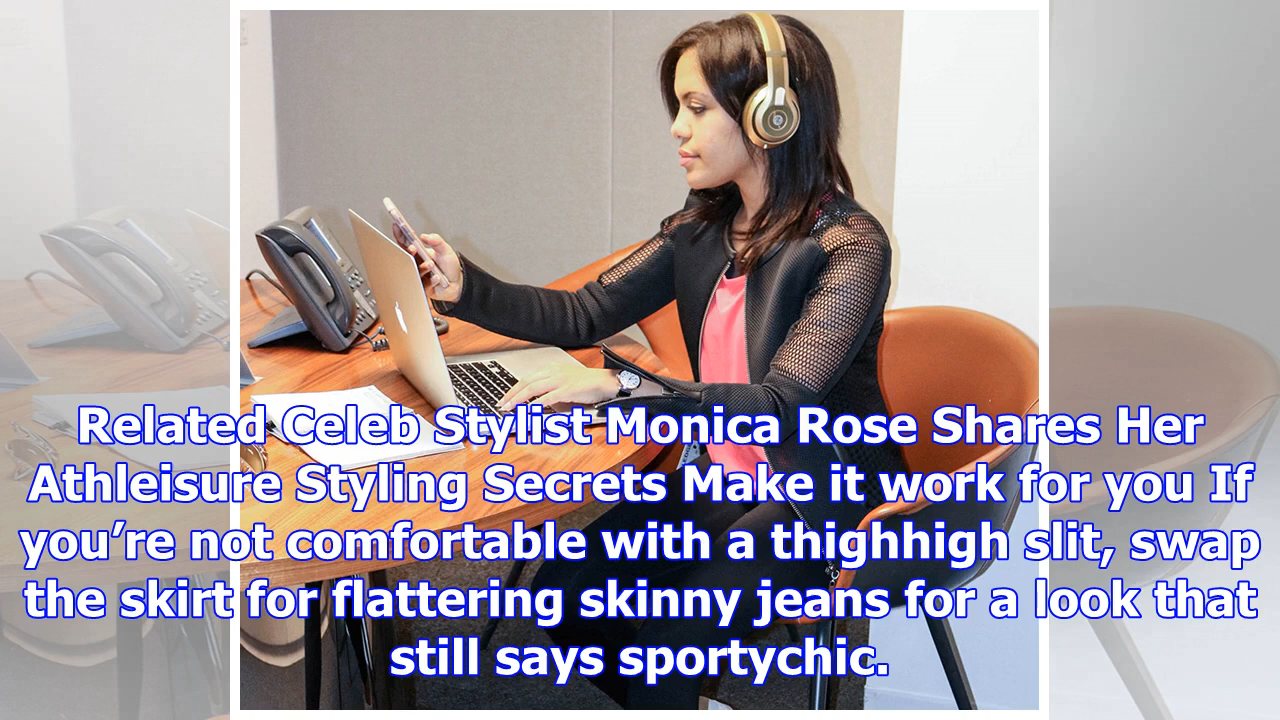 Related Celeb Stylist Monica Rose Shares Her
Athleisure Styling Secrets Make it work for you If
you’re not comfortable with a thighhigh slit, swap
the skirt for flattering skinny jeans for a look that
still says sportychic.